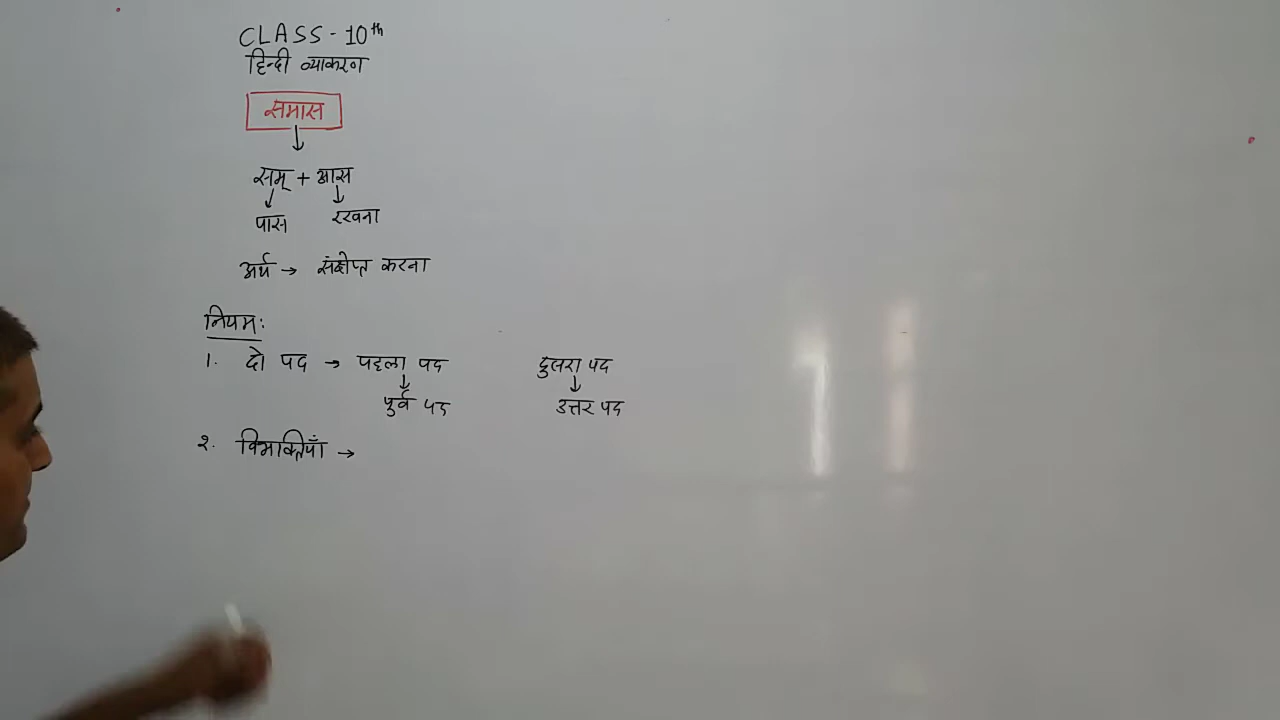 CLASS - 10th
हिन्दी व्याकरण
समास
↓
सम् + आस
↓ ↓
पास रखना
अर्थ → संक्षेप्त करना
नियम:
1. दो पद → पहला पद दुसरा पद
↓ ↓
पुर्व पद उत्तर पद
२. विभक्तियाँ →